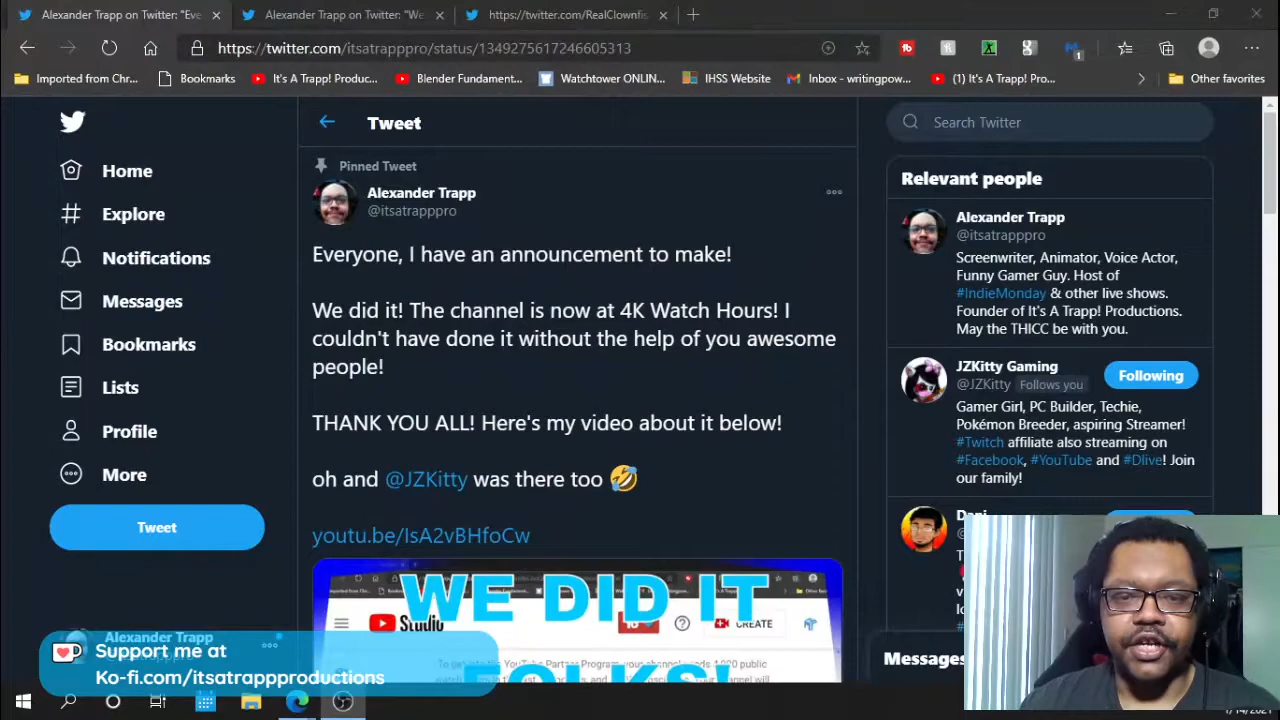 Alexander Trapp on Twitter: "Eve
Alexander Trapp on Twitter: "We
https://twitter.com/RealClownfis
https://twitter.com/itsatrapppro/status/1349275617246605313
Imported from Chr...
Bookmarks
It's A Trapp! Produc...
Blender Fundament...
Watchtower ONLIN...
IHSS Website
Inbox - writingpow...
(1) It's A Trapp! Pro...
Other favorites
Home
Explore
Notifications
Messages
Bookmarks
Lists
Profile
More
Tweet
Alexander Trapp
Support me at
Ko-fi.com/itsatrappproductions
Tweet
Pinned Tweet
Alexander Trapp
@itsatrapppro
Everyone, I have an announcement to make!
We did it! The channel is now at 4K Watch Hours! I
couldn't have done it without the help of you awesome
people!
THANK YOU ALL! Here's my video about it below!
oh and @JZKitty was there too 🤣
youtu.be/IsA2vBHfoCw
WE DID IT
Studio
CREATE
FOLKS!
Search Twitter
Relevant people
Alexander Trapp
@itsatrapppro
Screenwriter, Animator, Voice Actor,
Funny Gamer Guy. Host of
#IndieMonday & other live shows.
Founder of It's A Trapp! Productions.
May the THICC be with you.
JZKitty Gaming
@JZKitty Follows you
Following
Gamer Girl, PC Builder, Techie,
Pokémon Breeder, aspiring Streamer!
#Twitch affiliate also streaming on
#Facebook, #YouTube and #Dlive! Join
our family!
Messages
1/14/2021